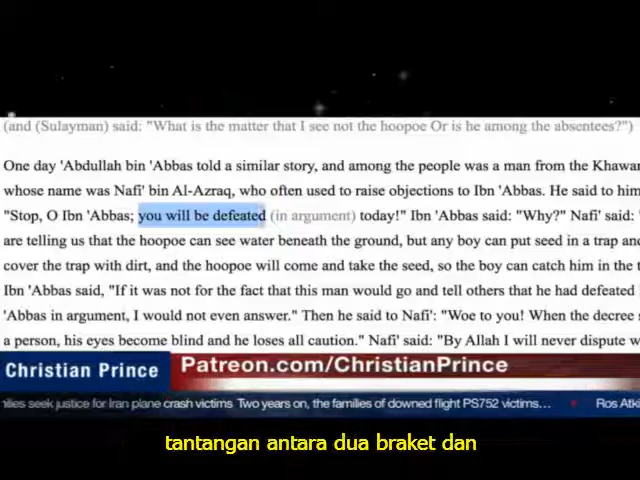 (and (Sulayman) said: "What is the matter that I see not the hoopoe Or is he among the absentees?")
One day 'Abdullah bin 'Abbas told a similar story, and among the people was a man from the Khawar
whose name was Nafi' bin Al-Azraq, who often used to raise objections to Ibn 'Abbas. He said to him
"Stop, O Ibn 'Abbas; you will be defeated (in argument) today!" Ibn 'Abbas said: "Why?" Nafi' said:
are telling us that the hoopoe can see water beneath the ground, but any boy can put seed in a trap and
cover the trap with dirt, and the hoopoe will come and take the seed, so the boy can catch him in the t
Ibn 'Abbas said, "If it was not for the fact that this man would go and tell others that he had defeated
'Abbas in argument, I would not even answer." Then he said to Nafi': "Woe to you! When the decree
a person, his eyes become blind and he loses all caution." Nafi' said: "By Allah I will never dispute w
Christian Prince
Patreon.com/ChristianPrince
ilies seek justice for Iran plane crash victims Two years on, the families of downed flight PS752 victims... Ros Atki
tantangan antara dua braket dan